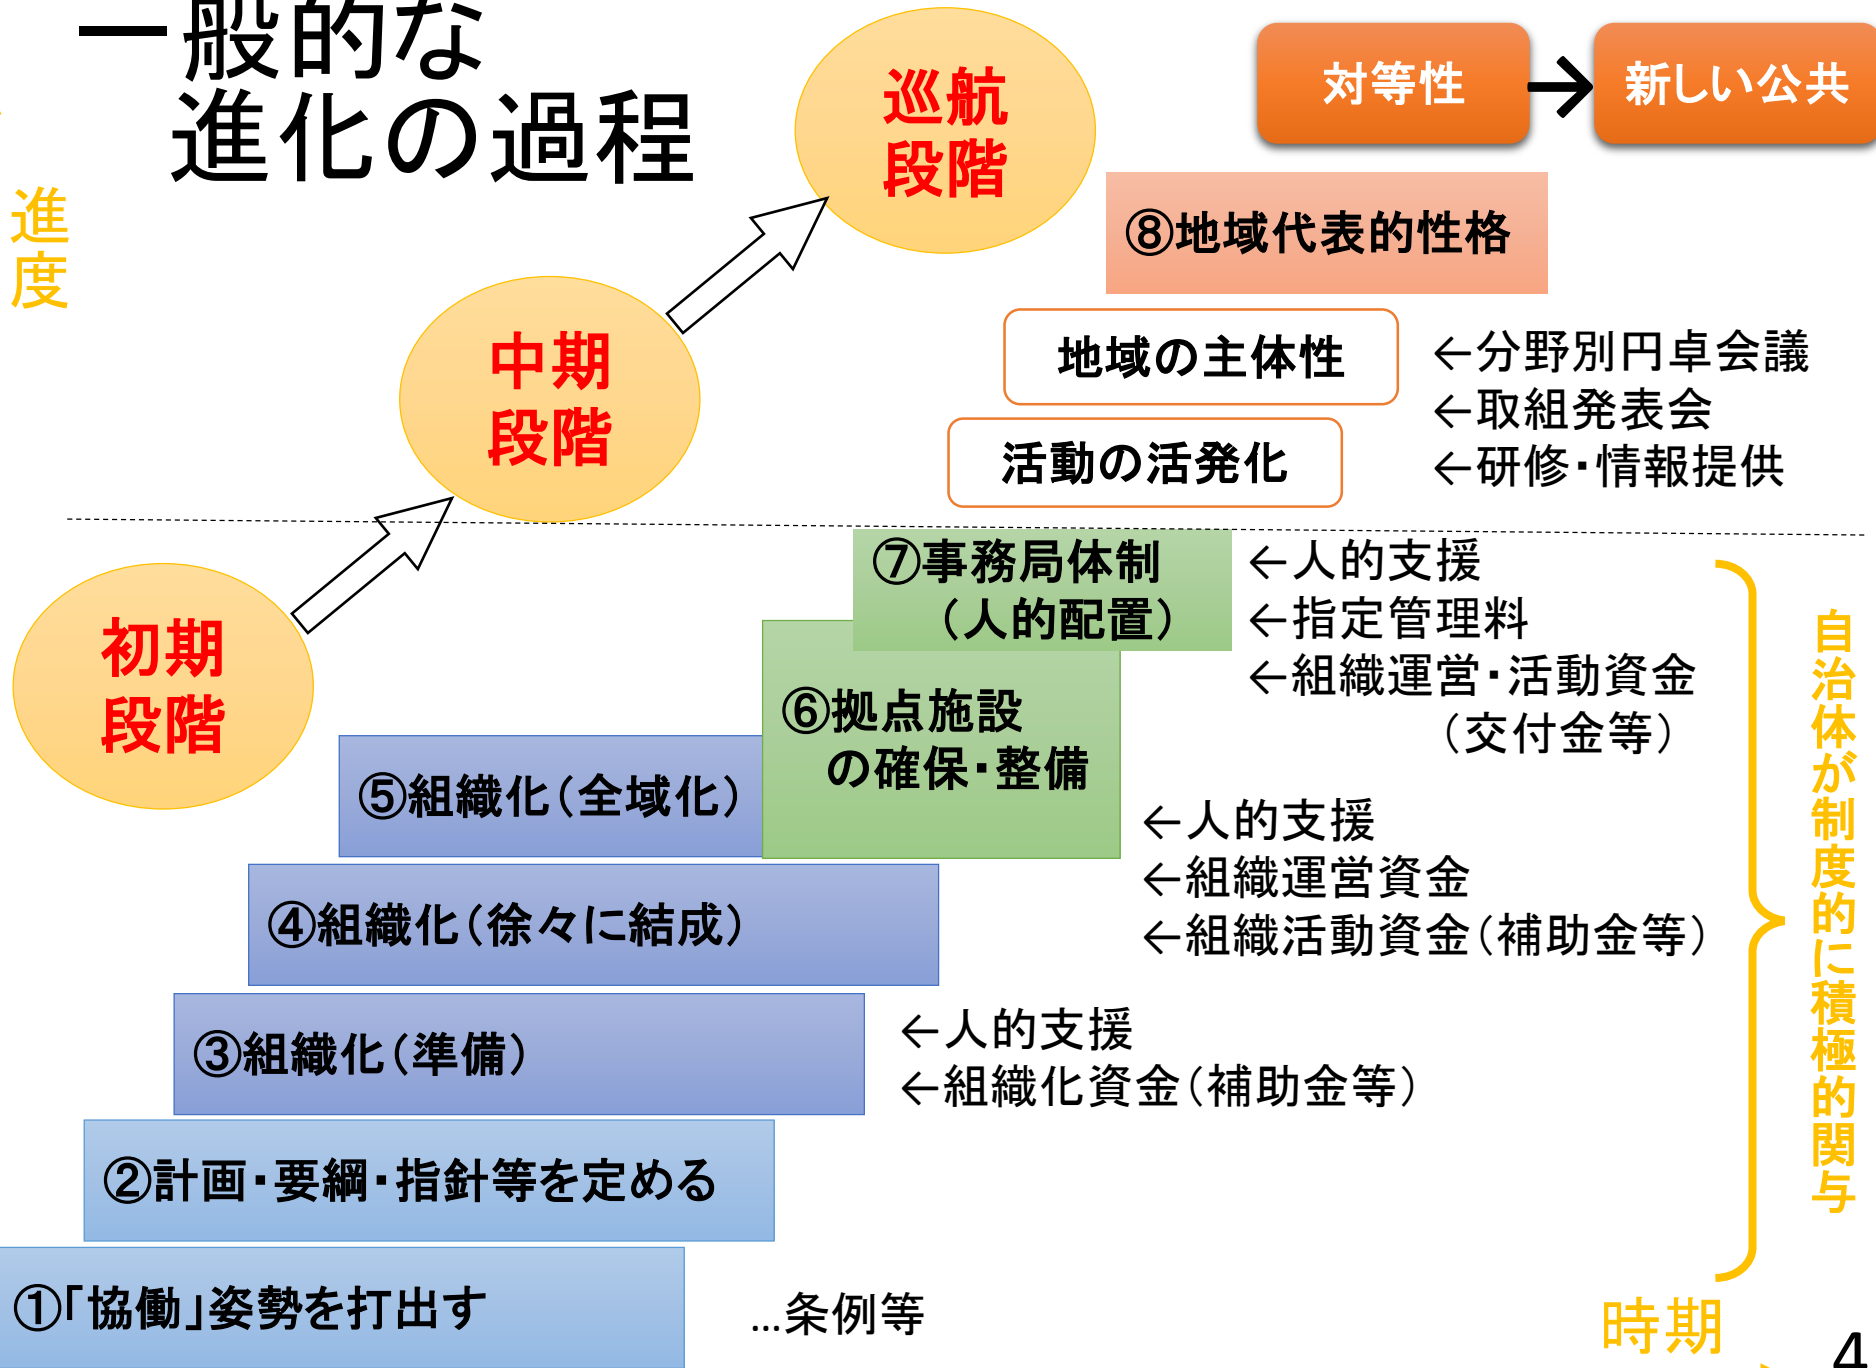 一般的な
進化の過程
進度
巡航
段階
対等性
新しい公共
⑧地域代表的性格
中期
段階
地域の主体性
活動の活発化
←分野別円卓会議
←取組発表会
←研修・情報提供
初期
段階
⑦事務局体制
（人的配置）
←人的支援
←指定管理料
←組織運営・活動資金
（交付金等）
⑥拠点施設
の確保・整備
⑤組織化（全域化）
←人的支援
←組織運営資金
←組織活動資金（補助金等）
④組織化（徐々に結成）
③組織化（準備）
←人的支援
←組織化資金（補助金等）
②計画・要綱・指針等を定める
①「協働」姿勢を打出す
…条例等
自治体が制度的に積極的関与
時期
4